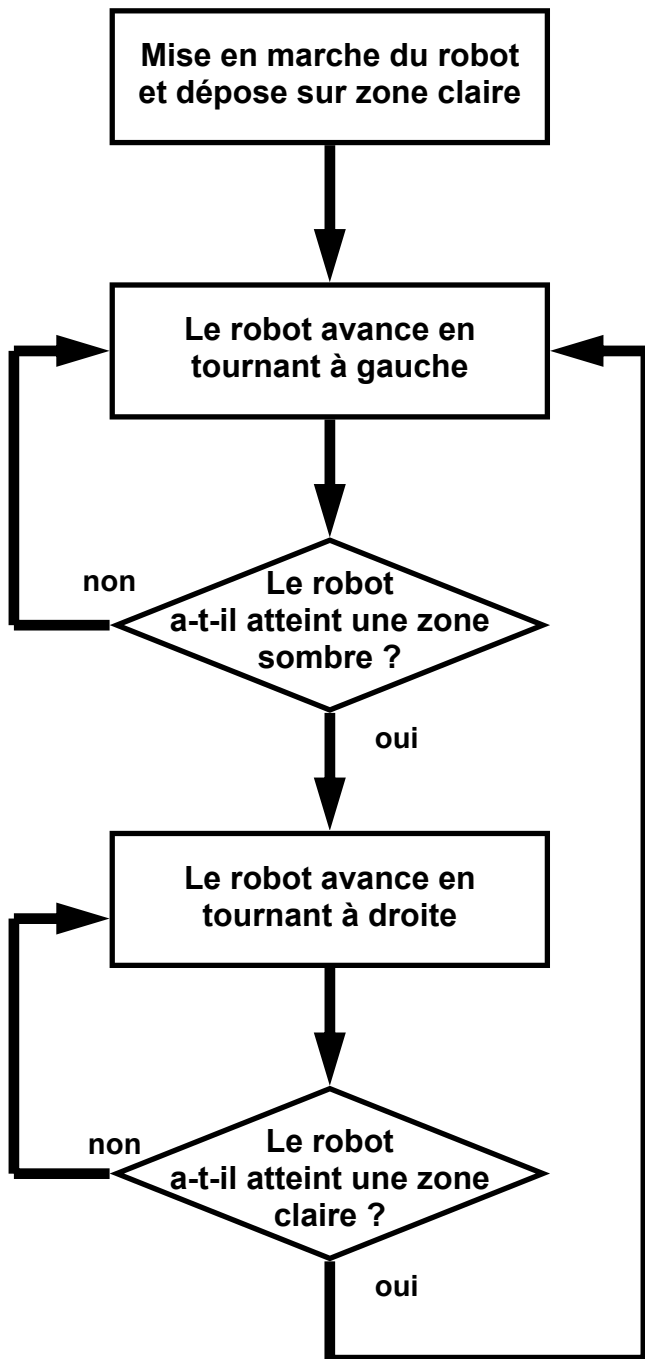 Mise en marche du robot
et dépose sur zone claire
Le robot avance en
tournant à gauche
non
Le robot
a-t-il atteint une zone
sombre ?
oui
Le robot avance en
tournant à droite
non
Le robot
a-t-il atteint une zone
claire ?
oui